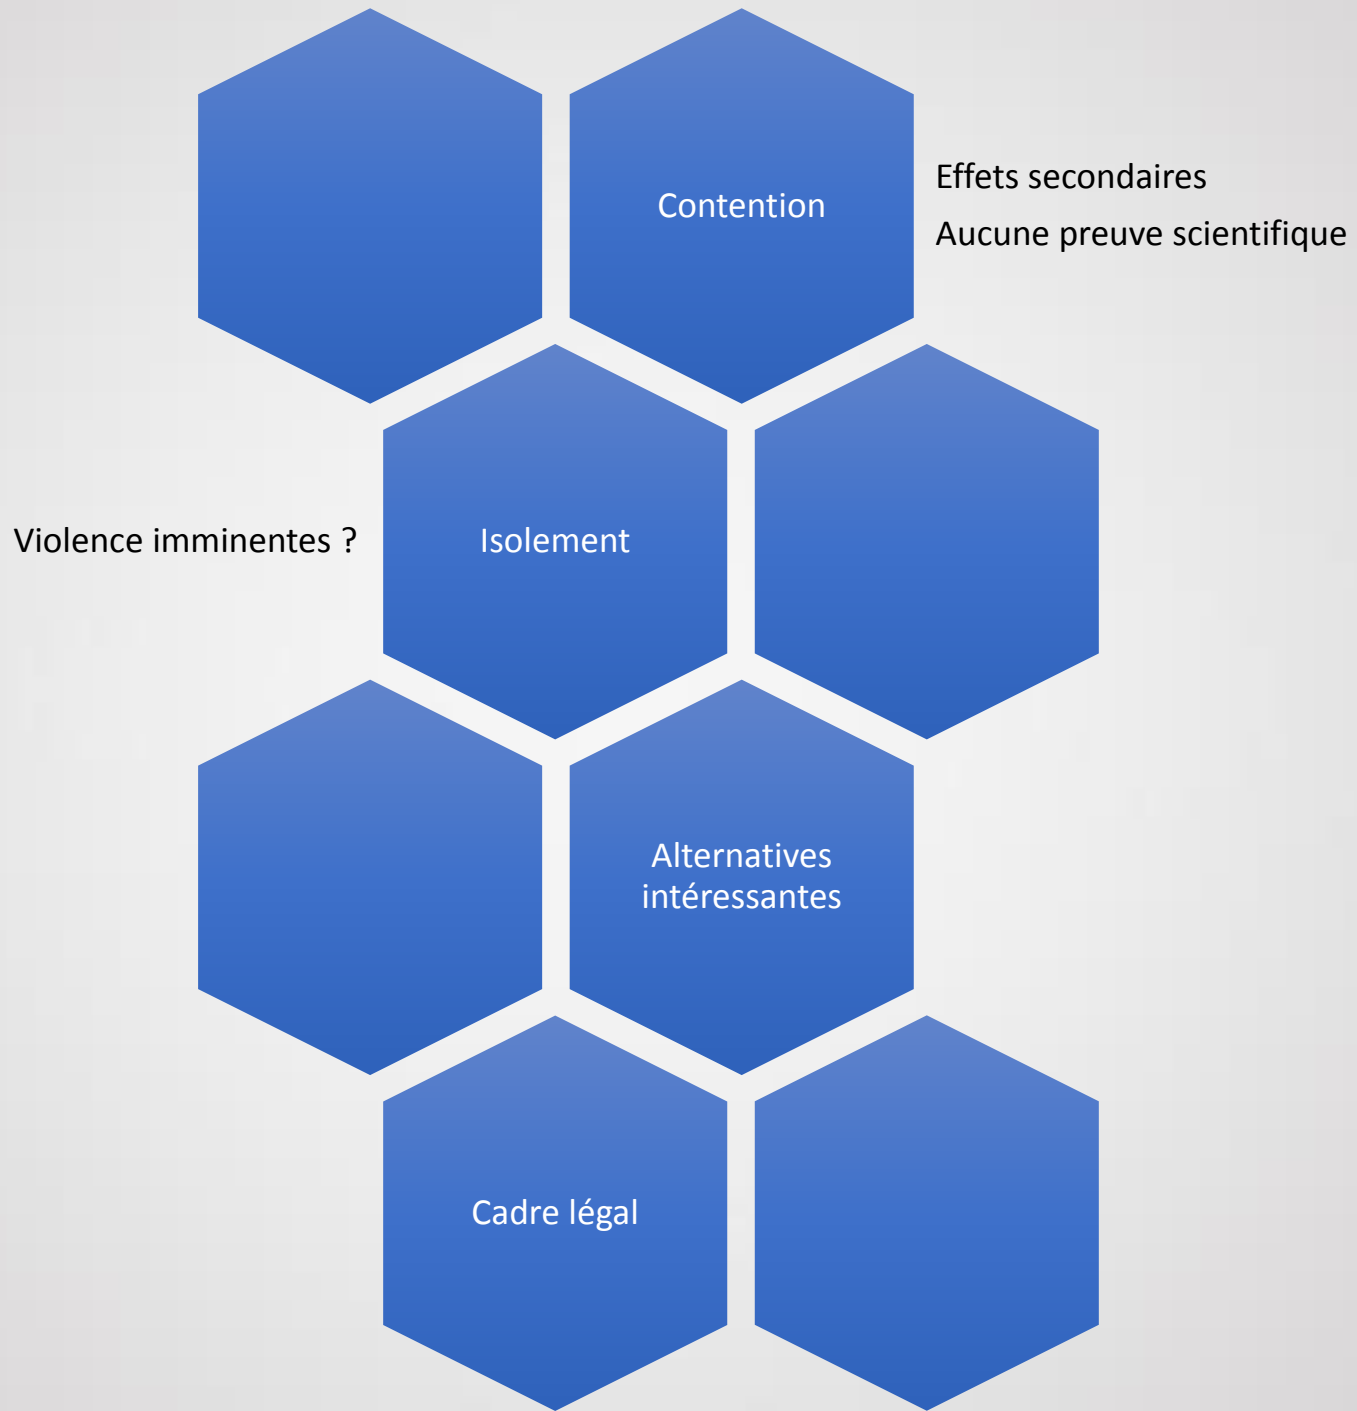 Contention
Effets secondaires
Aucune preuve scientifique
Violence imminentes ?
Isolement
Alternatives
intéressantes
Cadre légal